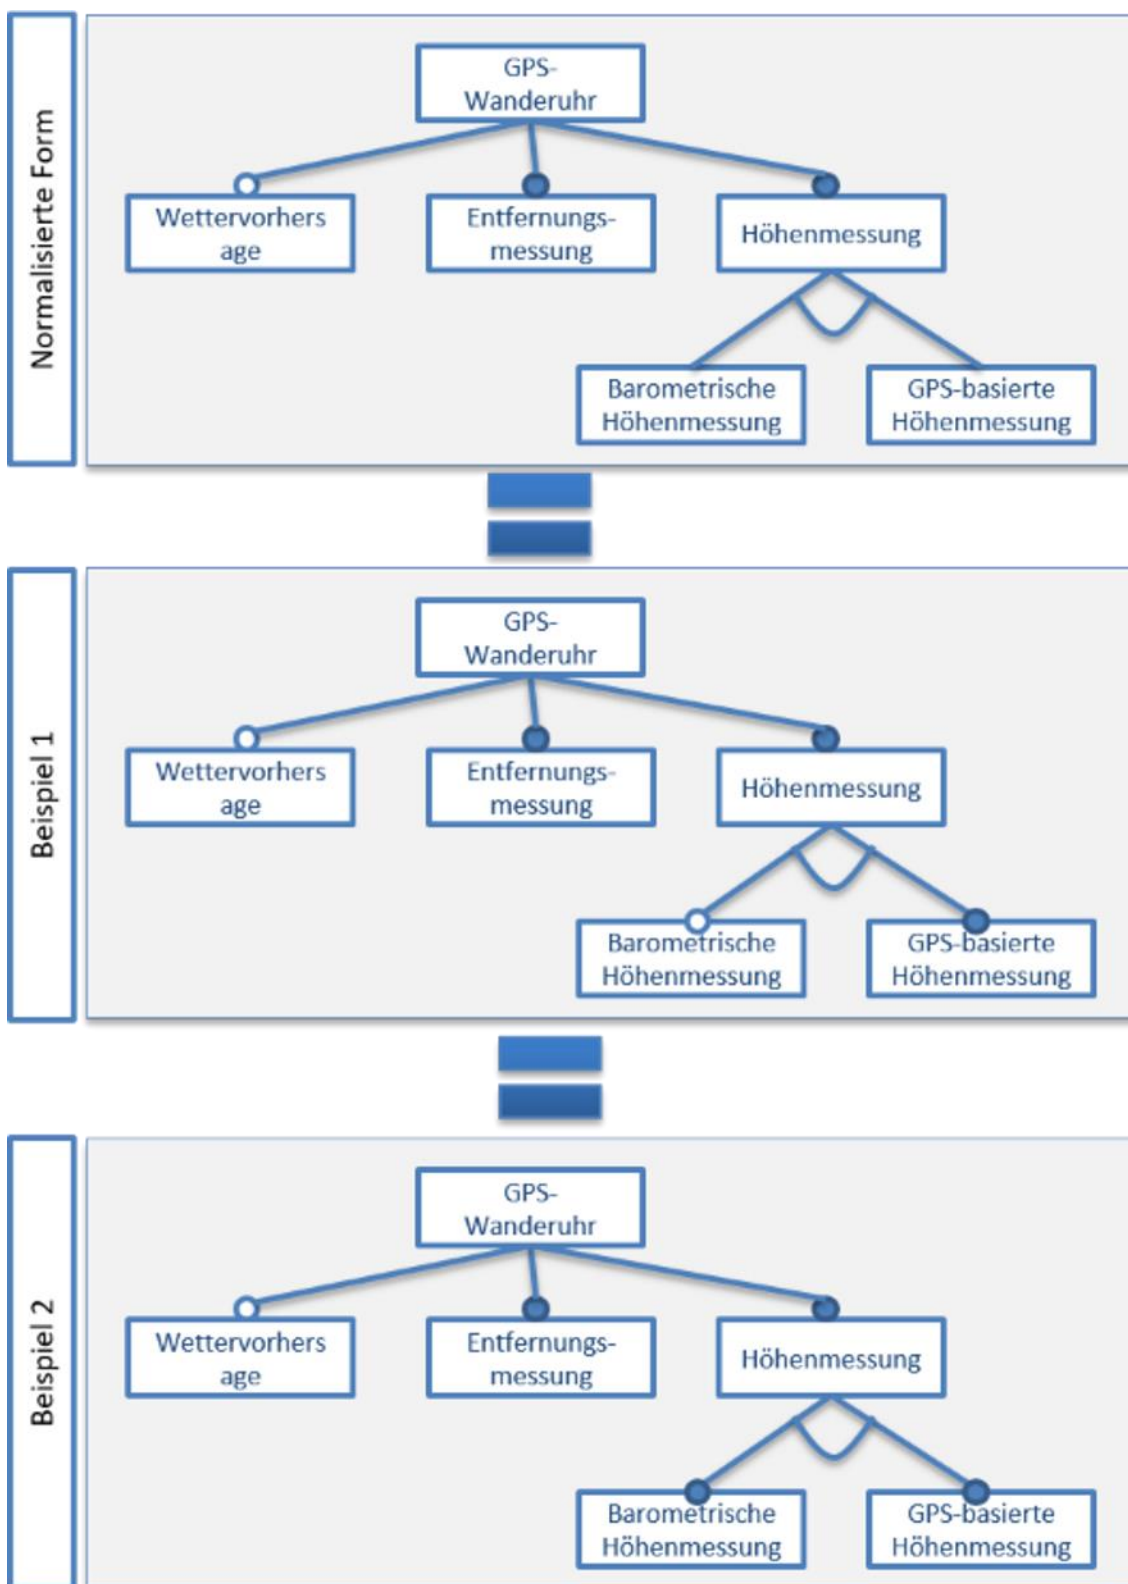 Normalisierte Form
GPS-
Wanderuhr
Wettervorhers
age
Entfernungs-
messung
Höhenmessung
Barometrische
Höhenmessung
GPS-basierte
Höhenmessung
Beispiel 1
GPS-
Wanderuhr
Wettervorhers
age
Entfernungs-
messung
Höhenmessung
Barometrische
Höhenmessung
GPS-basierte
Höhenmessung
Beispiel 2
GPS-
Wanderuhr
Wettervorhers
age
Entfernungs-
messung
Höhenmessung
Barometrische
Höhenmessung
GPS-basierte
Höhenmessung